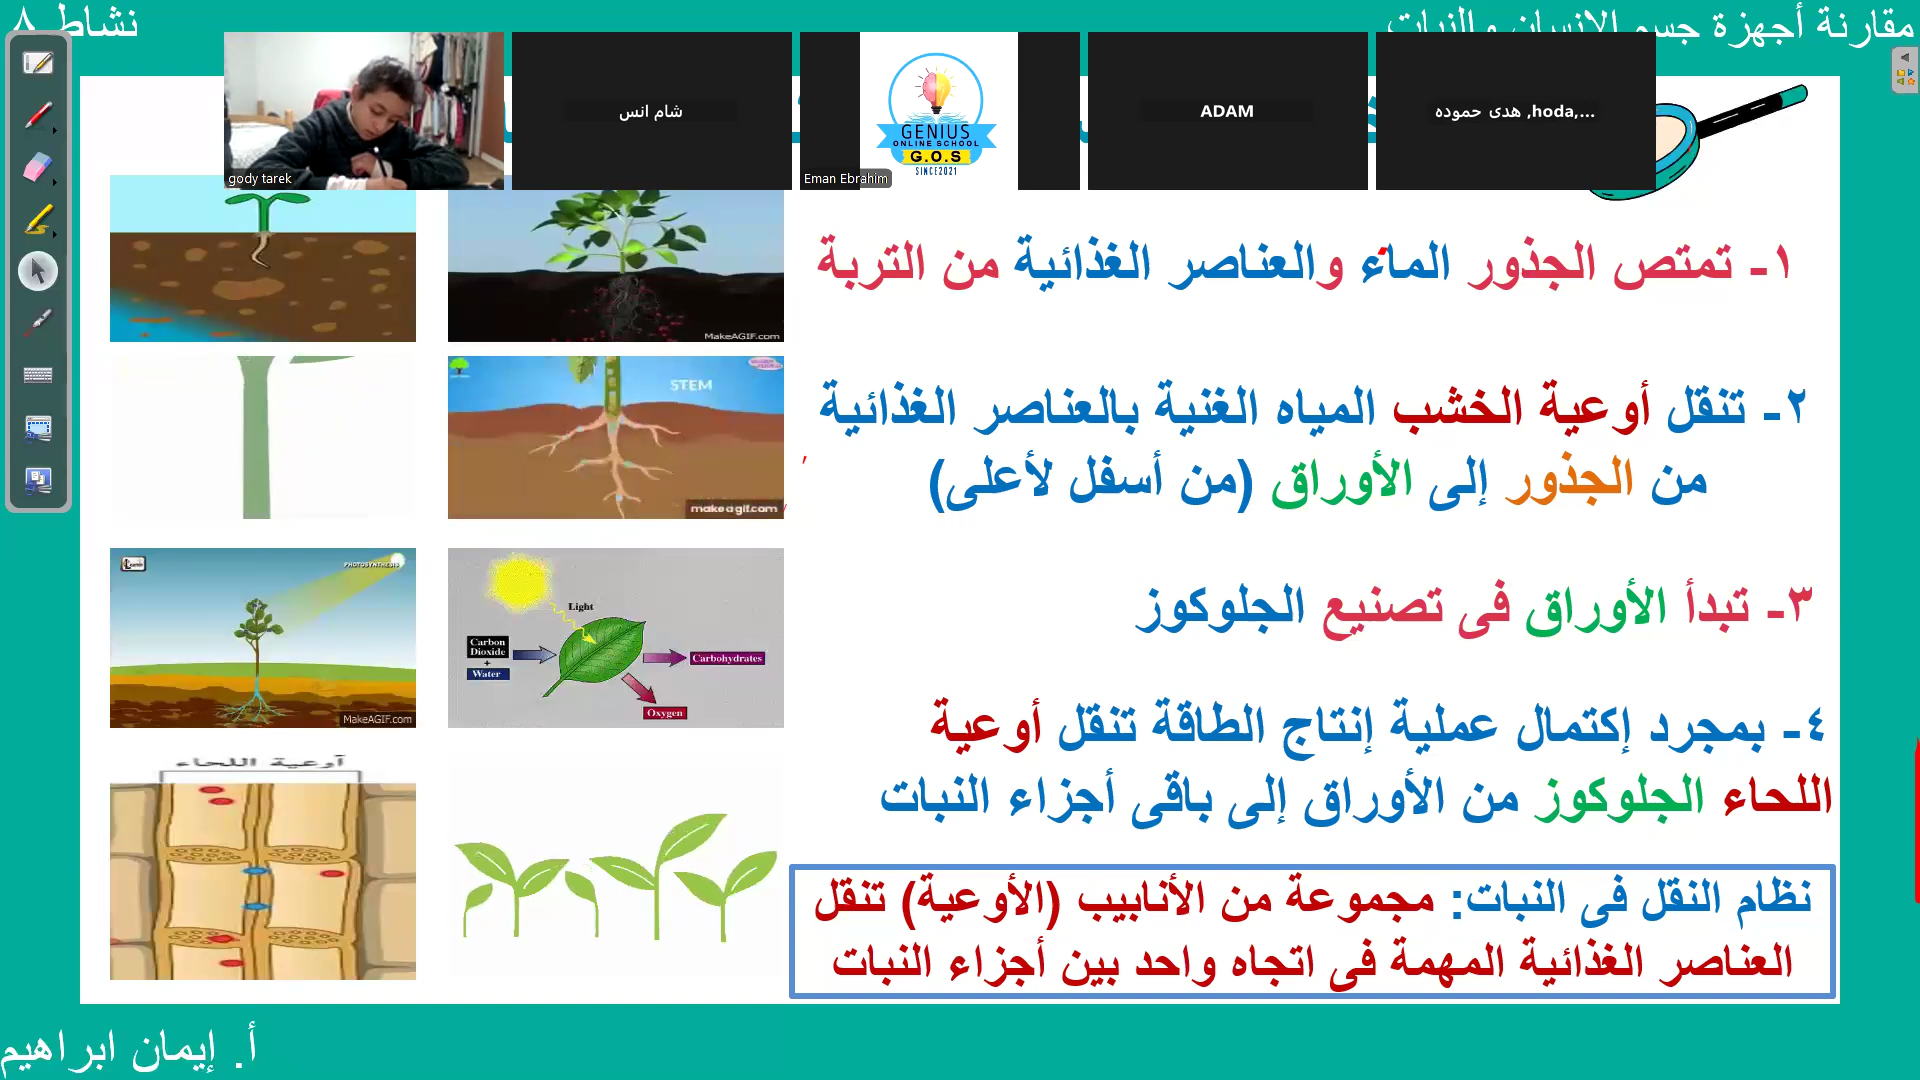 نشاط ٨
مقارنة أجهزة جسم الإنسان والنبات
gody tarek
شام انس
GENIUS
ONLINE SCHOOL
G.O.S
SINCE2021
Eman Ebrahim
ADAM
هدى حموده ,hoda,...
١- تمتص الجذور الماء والعناصر الغذائية من التربة
MakeAGIF.com
٢- تنقل أوعية الخشب المياه الغنية بالعناصر الغذائية
من الجذور إلى الأوراق (من أسفل لأعلى)
STEM
makeagif.com
٣- تبدأ الأوراق فى تصنيع الجلوكوز
PHOTOSYNTHESIS
MakeAGIF.com
Light
Carbon
Dioxide
+
Water
Carbohydrates
Oxygen
٤- بمجرد إكتمال عملية إنتاج الطاقة تنقل أوعية
اللحاء الجلوكوز من الأوراق إلى باقى أجزاء النبات
أوعية اللحاء
نظام النقل فى النبات: مجموعة من الأنابيب (الأوعية) تنقل
العناصر الغذائية المهمة فى اتجاه واحد بين أجزاء النبات
أ. إيمان ابراهيم